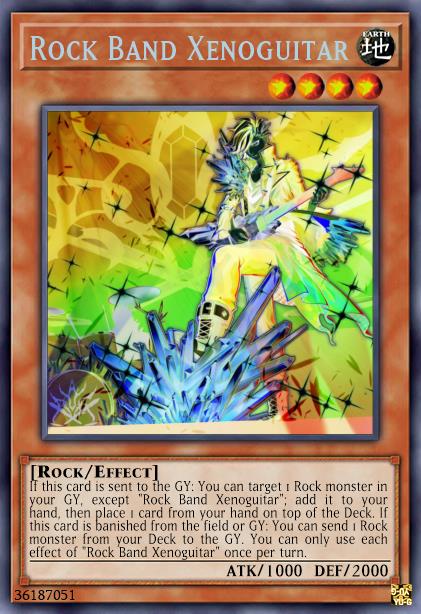 Rock Band Xenoguitar
EARTH
地
[Rock/Effect]
If this card is sent to the GY: You can target 1 Rock monster in
your GY, except "Rock Band Xenoguitar"; add it to your
hand, then place 1 card from your hand on top of the Deck. If
this card is banished from the field or GY: You can send 1 Rock
monster from your Deck to the GY. You can only use each
effect of "Rock Band Xenoguitar" once per turn.
ATK/1000 DEF/2000
36187051